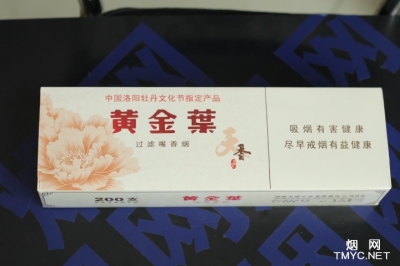 中国洛阳牡丹文化节指定产品
黄金葉
天香
过滤嘴香烟
吸烟有害健康
尽早戒烟有益健康
200支
黄金葉
烟网
TMYC.NET